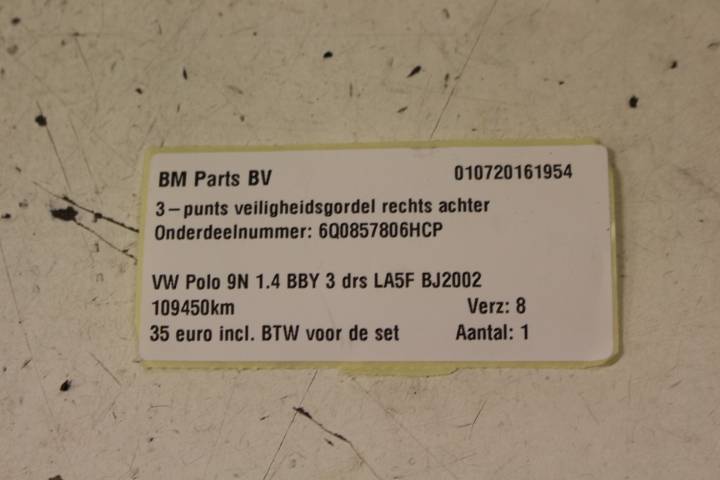 BM Parts BV 010720161954
3-punts veiligheidsgordel rechts achter
Onderdeelnummer: 6Q0857806HCP
VW Polo 9N 1.4 BBY 3 drs LA5F BJ2002
109450km Verz: 8
35 euro incl. BTW voor de set Aantal: 1